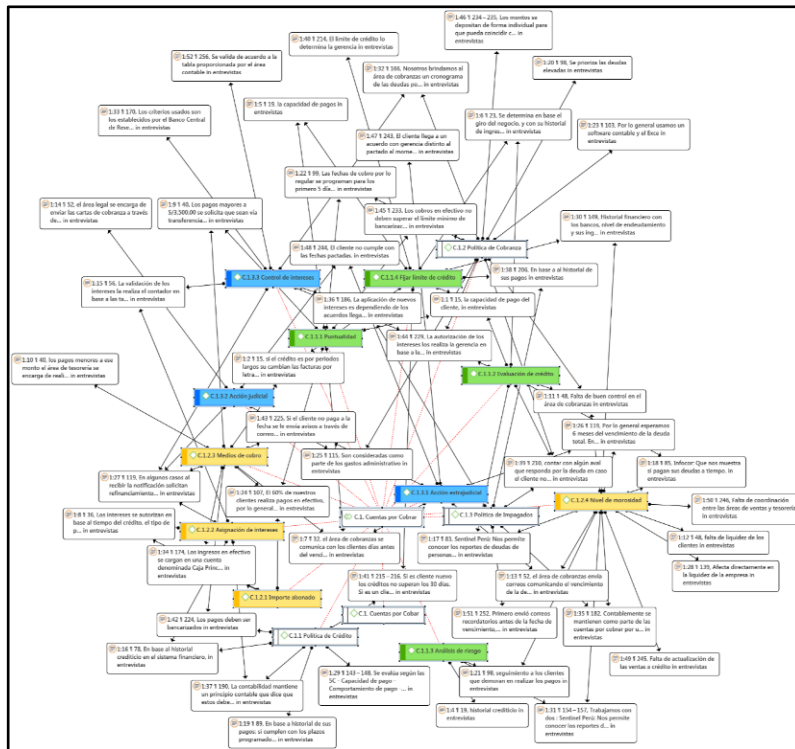 1:46 ¶ 234 – 235, Los montos se
depositan de forma individual para
que pueda coincidir c... in
entrevistas
1:40 ¶ 214, El límite de crédito lo
determina la gerencia in entrevistas
1:52 ¶ 256, Se valida de acuerdo a la
tabla proporcionada por el área
contable in entrevistas
1:32 ¶ 166, Nosotros brindamos al
área de cobranzas un cronograma
de las deudas po... in entrevistas
1:20 ¶ 98, Se prioriza las deudas
elevadas in entrevistas
1:33 ¶ 170, Los criterios usados son
los establecidos por el Banco Central
de Rese... in entrevistas
1:5 ¶ 19, la capacidad de pagos in
entrevistas
1:6 ¶ 23, Se determina en base el
giro del negocio, y con su historial
de ingres... in entrevistas
1:23 ¶ 103, Por lo general usamos un
software contable y el Exce in
entrevistas
1:47 ¶ 243, El cliente llega a un
acuerdo con gerencia distinto al
pactado al mome... in entrevistas
1:22 ¶ 99, Las fechas de cobro por lo
regular se programan para los
primero 5 día... in entrevistas
1:14 ¶ 52, el área legal se encarga de
enviar las cartas de cobranza a través
de... in entrevistas
1:9 ¶ 40, Los pagos mayores a
S/3,500.00 se solicita que sean vía
transferencia... in entrevistas
1:45 ¶ 233, Los cobros en efectivo no
deben superar el límite mínimo de
bancarizac... in entrevistas
1:30 ¶ 149, Historial financiero con
los bancos, nivel de endeudamiento
y sus ing... in entrevistas
1:48 ¶ 244, El cliente no cumple con
las fechas pactadas. in entrevistas
C.1.2 Política de Cobranza
1:15 ¶ 56, La validación de los
intereses la realiza el contador en
base a las ta... in entrevistas
C.1.3.3 Control de intereses
C.1.1.4 Fijar límite de crédito
1:38 ¶ 206, En base a al historial de
sus pagos in entrevistas
1:36 ¶ 186, La aplicación de nuevos
intereses es dependiendo de los
acuerdos llega... in entrevistas
1:1 ¶ 15, la capacidad de pago del
cliente, in entrevistas
C.1.1.1 Puntualidad
1:44 ¶ 229, La autorización de los
intereses los realiza la gerencia en
base a la... in entrevistas
1:10 ¶ 40, los pagos menores a ese
monto el área de tesorería se
encarga de reali... in entrevistas
1:2 ¶ 15, si el crédito es por periodos
largos su cambian las facturas por
letra... in entrevistas
C.1.1.2 Evaluación de crédito
C.1.3.2 Acción judicial
1:11 ¶ 48, Falta de buen control en el
área de cobranzas in entrevistas
1:43 ¶ 225, Si el cliente no paga a la
fecha se le envía avisos a través de
correo... in entrevistas
1:26 ¶ 119, Por lo general esperamos
6 meses del vencimiento de la deuda
total. En... in entrevistas
C.1.2.3 Medios de cobro
1:25 ¶ 115, Son consideradas como
parte de los gastos administrativo in
entrevistas
1:39 ¶ 210, contar con algún aval
que responda por la deuda en caso
el cliente no... in entrevistas
1:18 ¶ 85, Infocor: Que nos muestra
si pagan sus deudas a tiempo. in
entrevistas
1:27 ¶ 119, En algunos casos al
recibir la notificación solicitan
refinanciamiento... in entrevistas
1:24 ¶ 107, El 60% de nuestros
clientes realiza pagos en efectivo,
por lo general ... in entrevistas
C.1.3.1 Acción extrajudicial
C.1.2.4 Nivel de morosidad
1:50 ¶ 246, Falta de coordinación
entre las áreas de ventas y tesorería
in entrevistas
1:8 ¶ 36, Los intereses se autorizan en
base al tiempo del crédito, el tipo de
p... in entrevistas
C.1. Cuentas por Cobrar
C.1.3 Política de Impagados
C.1.2.2 Asignación de intereses
1:7 ¶ 32, el área de cobranzas se
comunica con los clientes días antes
del venci... in entrevistas
1:17 ¶ 83, Sentinel Perú: Nos permite
conocer los reportes de deudas de
personas... in entrevistas
1:12 ¶ 48, falta de liquidez de los
clientes in entrevistas
1:34 ¶ 174, Los ingresos en efectivo
se cargan en una cuenta
denominada Caja Princ... in
entrevistas
1:28 ¶ 139, Afecta directamente en
la liquidez de la empresa in
entrevistas
1:41 ¶ 215 – 216, Si es cliente nuevo
los créditos no superan los 30 días.
Si es un clie... in entrevistas
1:13 ¶ 52, el área de cobranza envía
correos comunicando el vencimiento
de la de... in entrevistas
C.1.2.1 Importe abonado
C.1. Cuentas por Cobar
1:42 ¶ 224, Los pagos deben ser
bancarizados in entrevistas
1:51 ¶ 252, Primero envió correos
recordatorios antes de la fecha de
vencimiento,... in entrevistas
1:35 ¶ 182, Contablemente se
mantienen como parte de las
cuentas por cobrar por u... in
entrevistas
C.1.1 Política de Crédito
1:16 ¶ 78, En base al historial
crediticio en el sistema financiero, in
entrevistas
C.1.1.3 Análisis de riesgo
1:49 ¶ 245, Falta de actualización de
las ventas a crédito in entrevistas
1:29 ¶ 143 – 148, Se evalúa según las
5C - Capacidad de pago -
Comportamiento de pago -...
in entrevistas
1:21 ¶ 98, seguimiento a los clientes
que demoran en realizar los pagos in
entrevistas
1:37 ¶ 190, La contabilidad mantiene
un principio contable que dice que
estos debe... in entrevistas
1:4 ¶ 19, historial crediticio in
entrevistas
1:31 ¶ 154 – 157, Trabajamos con
dos : Sentinel Perú: Nos permite
conocer los reportes d... in
entrevistas
1:19 ¶ 89, En base a historial de sus
pagos: si cumplen con los plazos
programado... in entrevistas